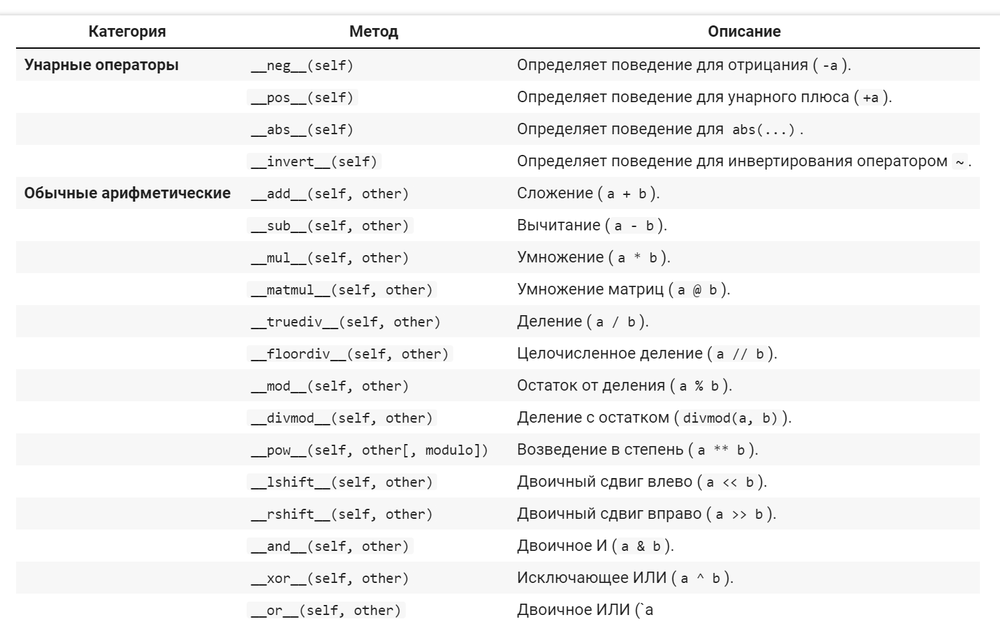 Категория Метод Описание
Унарные операторы __neg__(self) Определяет поведение для отрицания ( -a ).
__pos__(self) Определяет поведение для унарного плюса ( +a ).
__abs__(self) Определяет поведение для abs(...) .
__invert__(self) Определяет поведение для инвертирования оператором ~ .
Обычные арифметические __add__(self, other) Сложение ( a + b ).
__sub__(self, other) Вычитание ( a - b ).
__mul__(self, other) Умножение ( a * b ).
__matmul__(self, other) Умножение матриц ( a @ b ).
__truediv__(self, other) Деление ( a / b ).
__floordiv__(self, other) Целочисленное деление ( a // b ).
__mod__(self, other) Остаток от деления ( a % b ).
__divmod__(self, other) Деление с остатком ( divmod(a, b) ).
__pow__(self, other[, modulo]) Возведение в степень ( a ** b ).
__lshift__(self, other) Двоичный сдвиг влево ( a << b ).
__rshift__(self, other) Двоичный сдвиг вправо ( a >> b ).
__and__(self, other) Двоичное И ( a & b ).
__xor__(self, other) Исключающее ИЛИ ( a ^ b ).
__or__(self, other) Двоичное ИЛИ (`a